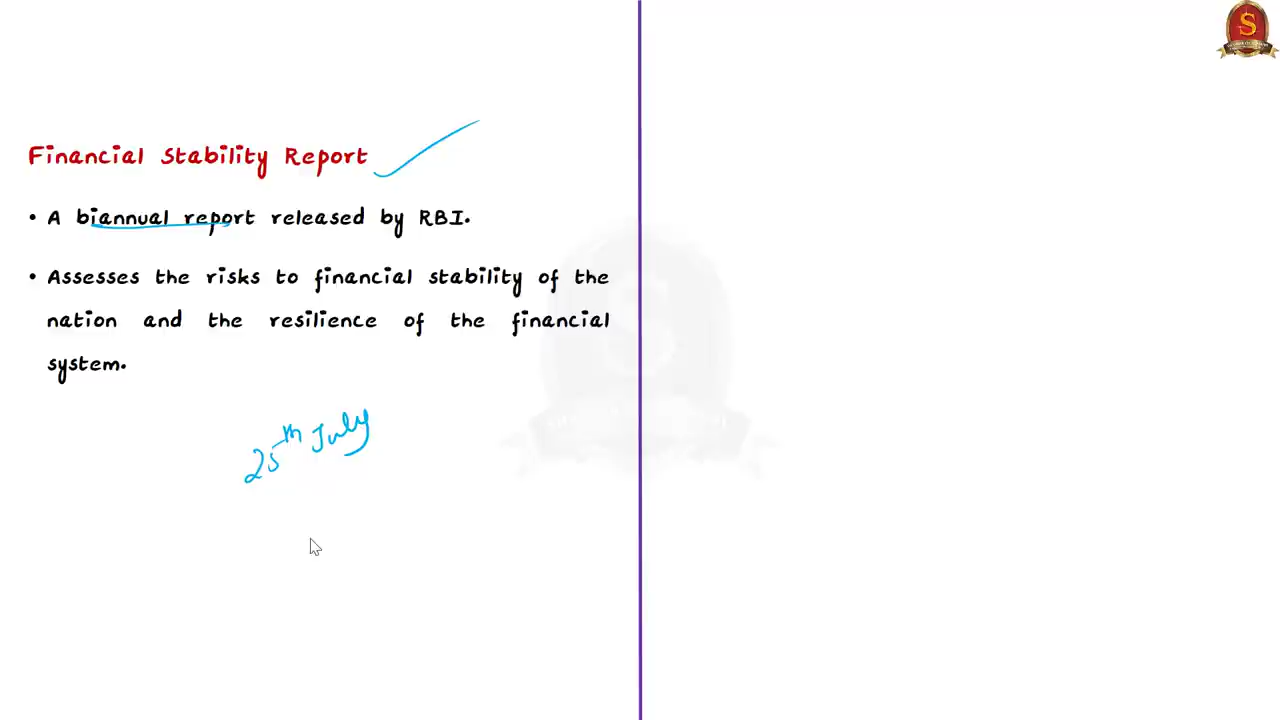 Financial Stability Report
• A biannual report released by RBI.
• Assesses the risks to financial stability of the
nation and the resilience of the financial
system.
25th July
S